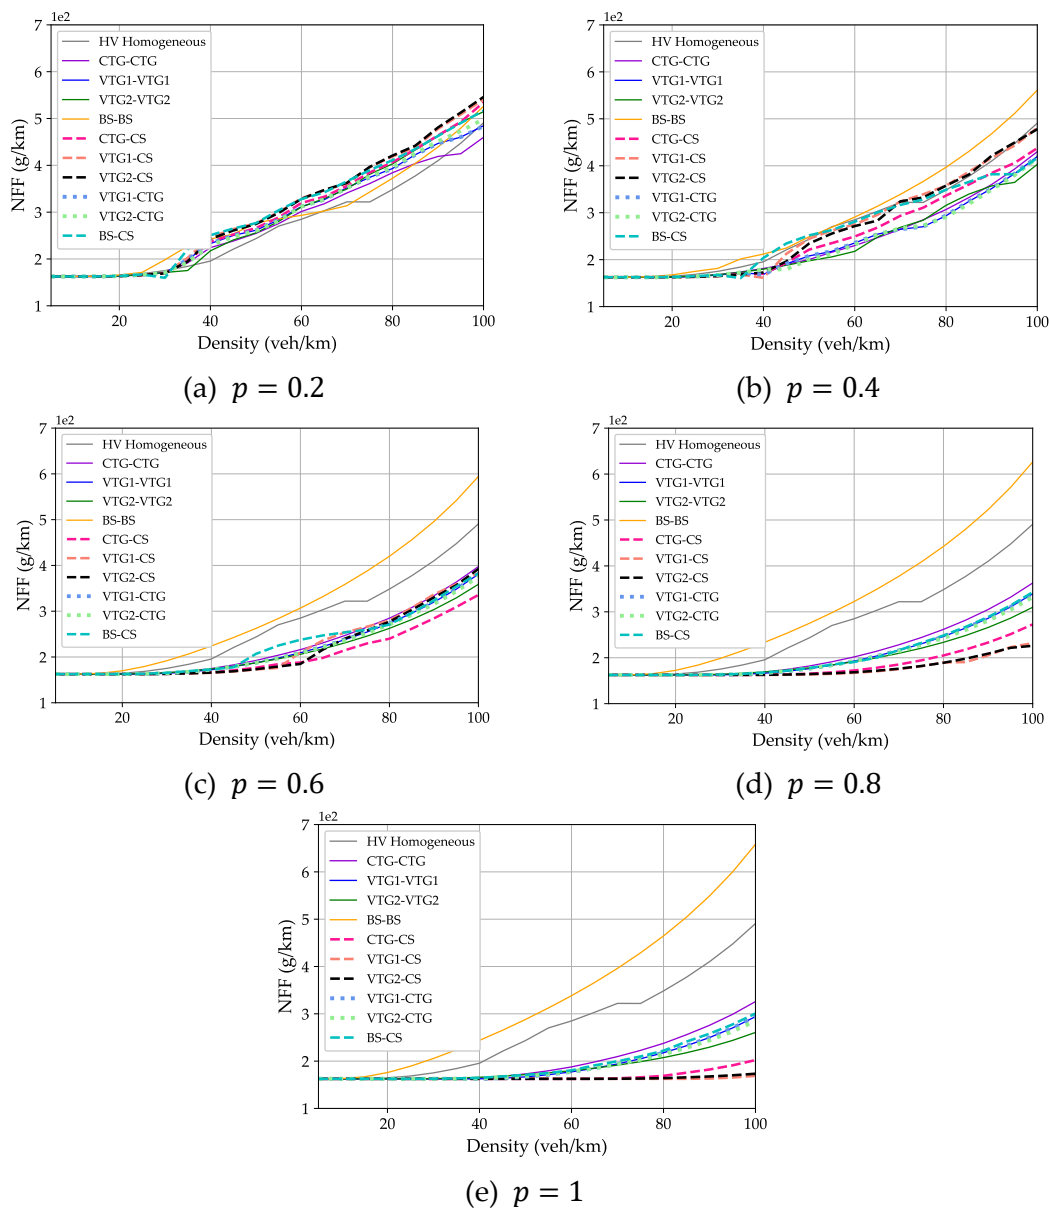 1e2
7
6
5
4
3
2
1
NFF (g/km)
HV Homogeneous
CTG-CTG
VTG1-VTG1
VTG2-VTG2
BS-BS
CTG-CS
VTG1-CS
VTG2-CS
VTG1-CTG
VTG2-CTG
BS-CS
20 40 60 80 100
Density (veh/km)
(a) p = 0.2
1e2
7
6
5
4
3
2
1
NFF (g/km)
HV Homogeneous
CTG-CTG
VTG1-VTG1
VTG2-VTG2
BS-BS
CTG-CS
VTG1-CS
VTG2-CS
VTG1-CTG
VTG2-CTG
BS-CS
20 40 60 80 100
Density (veh/km)
(b) p = 0.4
1e2
7
6
5
4
3
2
1
NFF (g/km)
HV Homogeneous
CTG-CTG
VTG1-VTG1
VTG2-VTG2
BS-BS
CTG-CS
VTG1-CS
VTG2-CS
VTG1-CTG
VTG2-CTG
BS-CS
20 40 60 80 100
Density (veh/km)
(c) p = 0.6
1e2
7
6
5
4
3
2
1
NFF (g/km)
HV Homogeneous
CTG-CTG
VTG1-VTG1
VTG2-VTG2
BS-BS
CTG-CS
VTG1-CS
VTG2-CS
VTG1-CTG
VTG2-CTG
BS-CS
20 40 60 80 100
Density (veh/km)
(d) p = 0.8
1e2
7
6
5
4
3
2
1
NFF (g/km)
HV Homogeneous
CTG-CTG
VTG1-VTG1
VTG2-VTG2
BS-BS
CTG-CS
VTG1-CS
VTG2-CS
VTG1-CTG
VTG2-CTG
BS-CS
20 40 60 80 100
Density (veh/km)
(e) p = 1